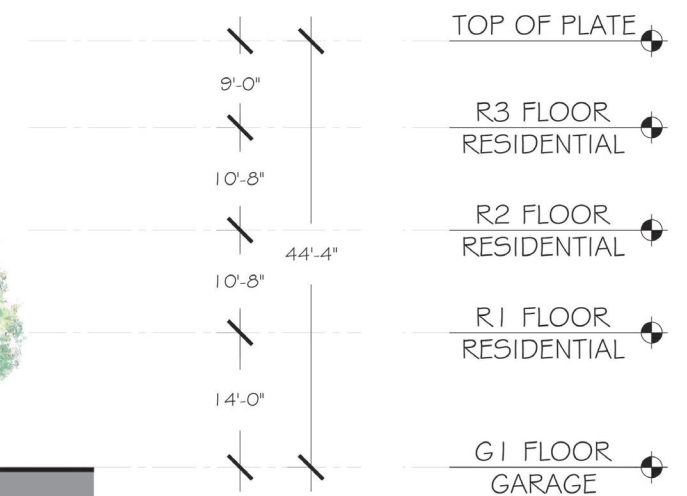 TOP OF PLATE
9'-0"
R3 FLOOR
RESIDENTIAL
10'-8"
R2 FLOOR
RESIDENTIAL
44'-4"
10'-8"
R1 FLOOR
RESIDENTIAL
14'-0"
G1 FLOOR
GARAGE